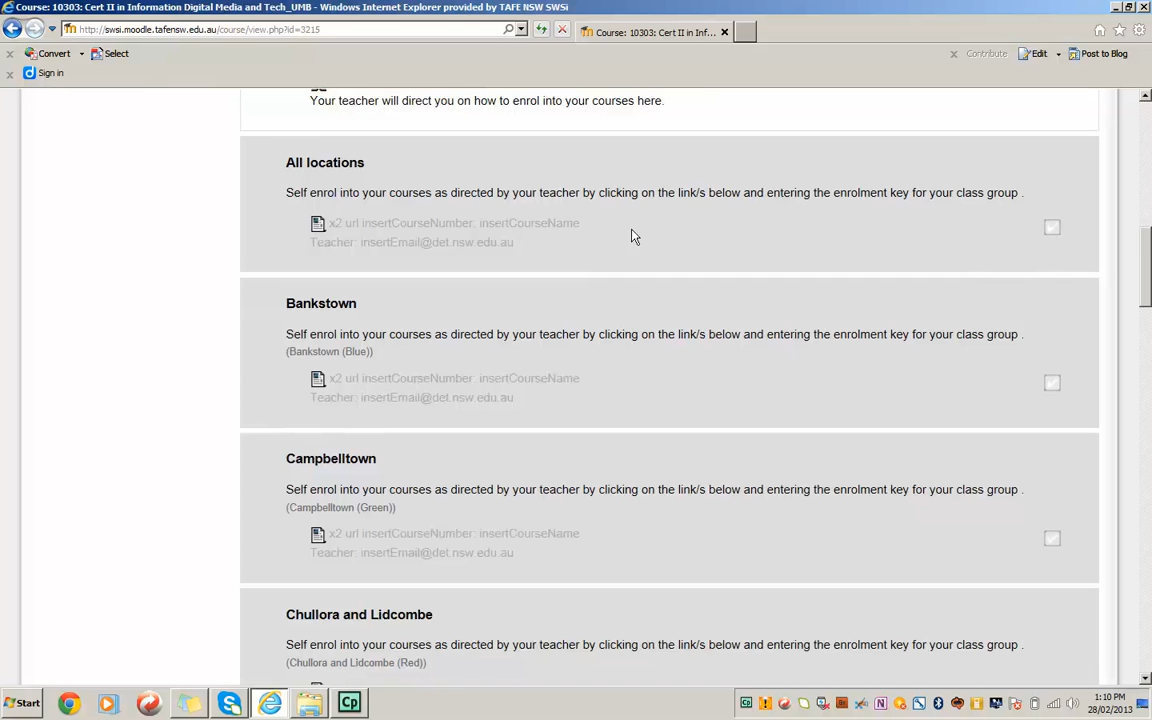 Course: 10303: Cert II in Information Digital Media and Tech_UMB - Windows Internet Explorer provided by TAFE NSW SWSi
http://swsi.moodle.tafensw.edu.au/course/view.php?id=3215
Course: 10303: Cert II in Inf...
Convert
Select
Contribute
Edit
Post to Blog
Sign in
Your teacher will direct you on how to enrol into your courses here.
All locations
Self enrol into your courses as directed by your teacher by clicking on the link/s below and entering the enrolment key for your class group .
x2 url insertCourseNumber: insertCourseName
Teacher: insertEmail@det.nsw.edu.au
Bankstown
Self enrol into your courses as directed by your teacher by clicking on the link/s below and entering the enrolment key for your class group .
(Bankstown (Blue))
x2 url insertCourseNumber: insertCourseName
Teacher: insertEmail@det.nsw.edu.au
Campbelltown
Self enrol into your courses as directed by your teacher by clicking on the link/s below and entering the enrolment key for your class group .
(Campbelltown (Green))
x2 url insertCourseNumber: insertCourseName
Teacher: insertEmail@det.nsw.edu.au
Chullora and Lidcombe
Self enrol into your courses as directed by your teacher by clicking on the link/s below and entering the enrolment key for your class group .
(Chullora and Lidcombe (Red))
Start
Cp
1:10 PM
28/02/2013